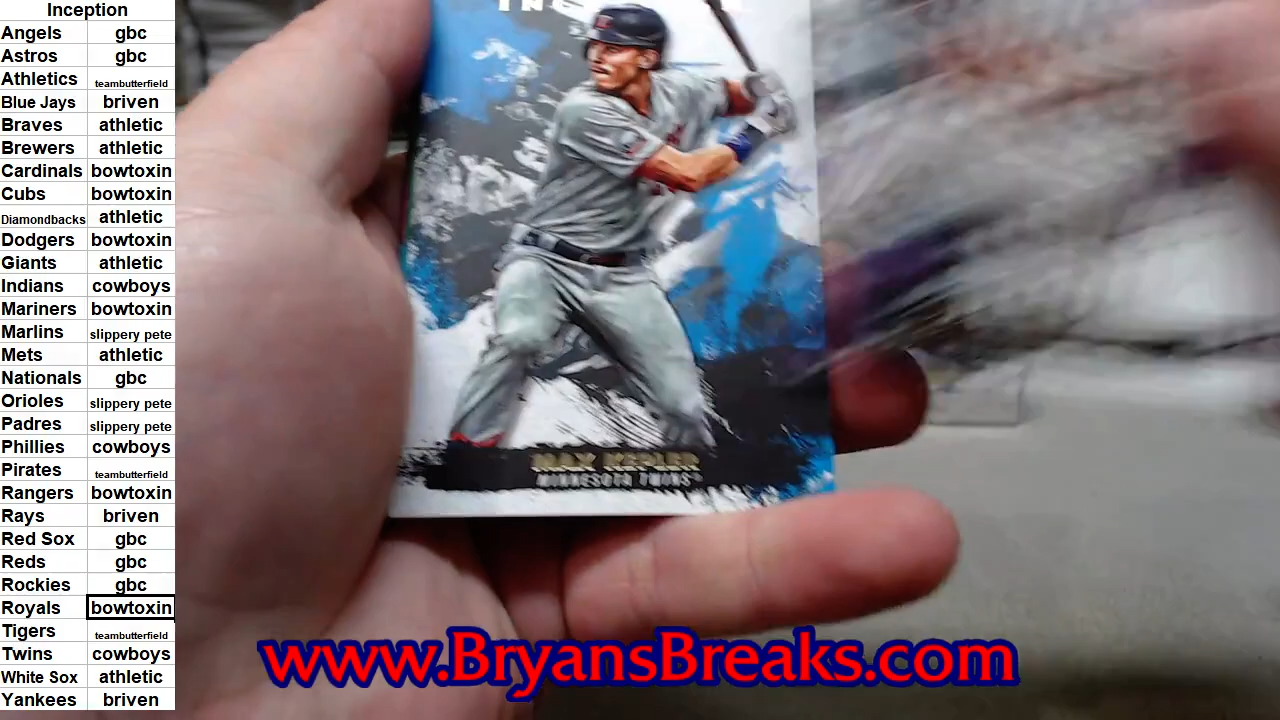 Inception
Angels gbc
Astros gbc
Athletics teambutterfield
Blue Jays briven
Braves athletic
Brewers athletic
Cardinals bowtoxin
Cubs bowtoxin
Diamondbacks athletic
Dodgers bowtoxin
Giants athletic
Indians cowboys
Mariners bowtoxin
Marlins slippery pete
Mets athletic
Nationals gbc
Orioles slippery pete
Padres slippery pete
Phillies cowboys
Pirates teambutterfield
Rangers bowtoxin
Rays briven
Red Sox gbc
Reds gbc
Rockies gbc
Royals bowtoxin
Tigers teambutterfield
Twins cowboys
White Sox athletic
Yankees briven
MAX KEPLER
MINNESOTA TWINS
www.BryansBreaks.com